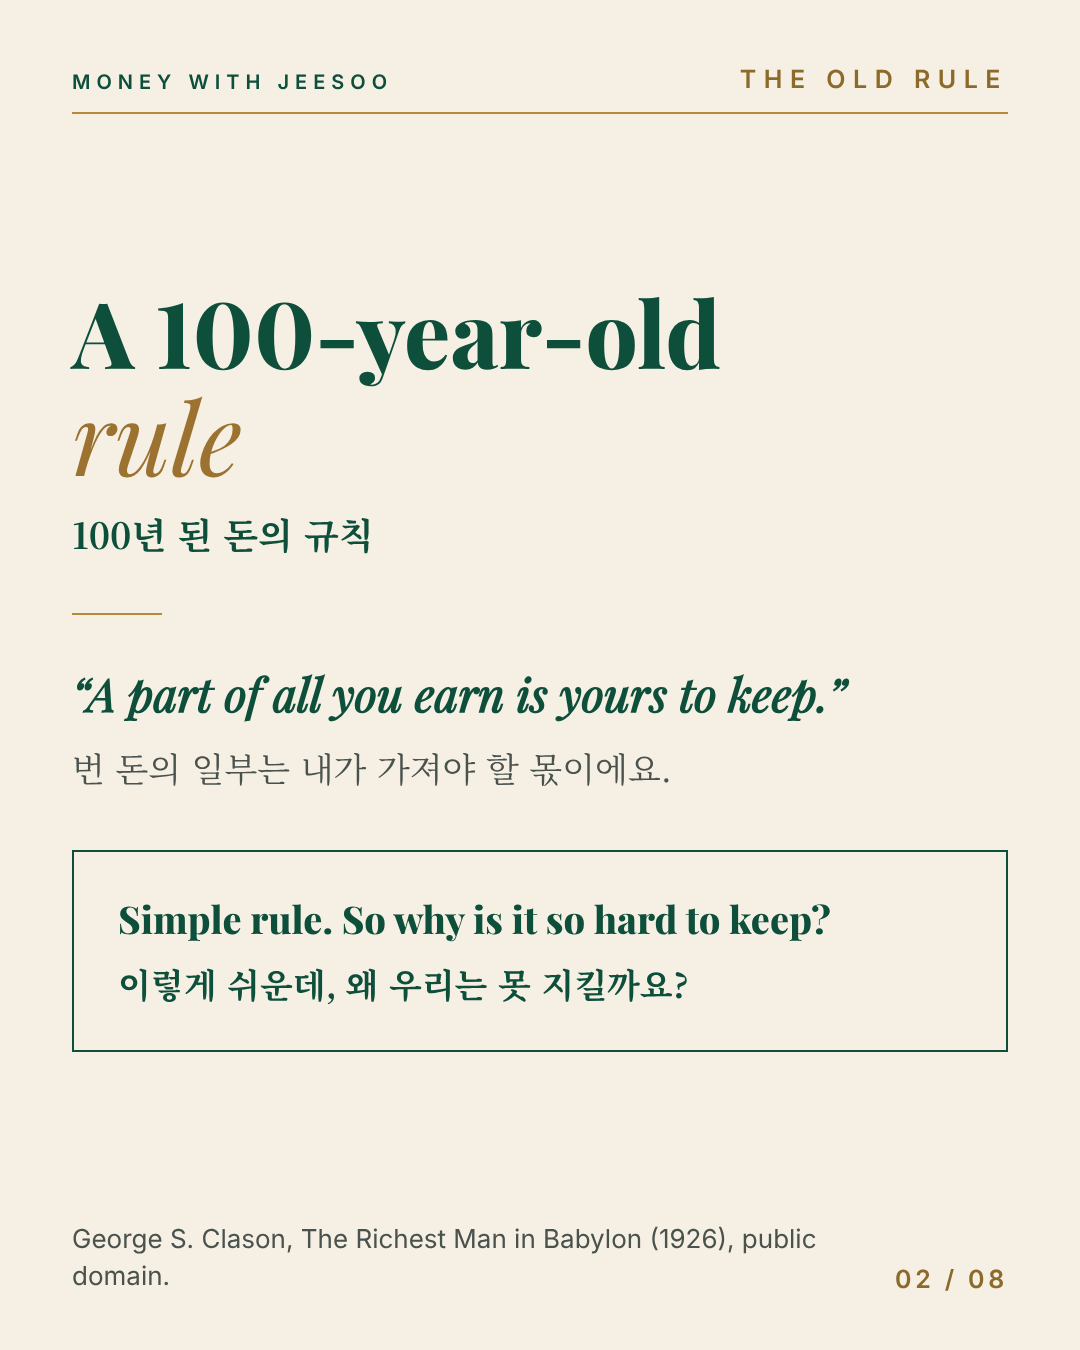 MONEY WITH JEESOO
THE OLD RULE
A 100-year-old
rule
100년 된 돈의 규칙
“A part of all you earn is yours to keep.”
번 돈의 일부는 내가 가져야 할 몫이에요.
Simple rule. So why is it so hard to keep?
이렇게 쉬운데, 왜 우리는 못 지킬까요?
George S. Clason, The Richest Man in Babylon (1926), public
domain.
02 / 08